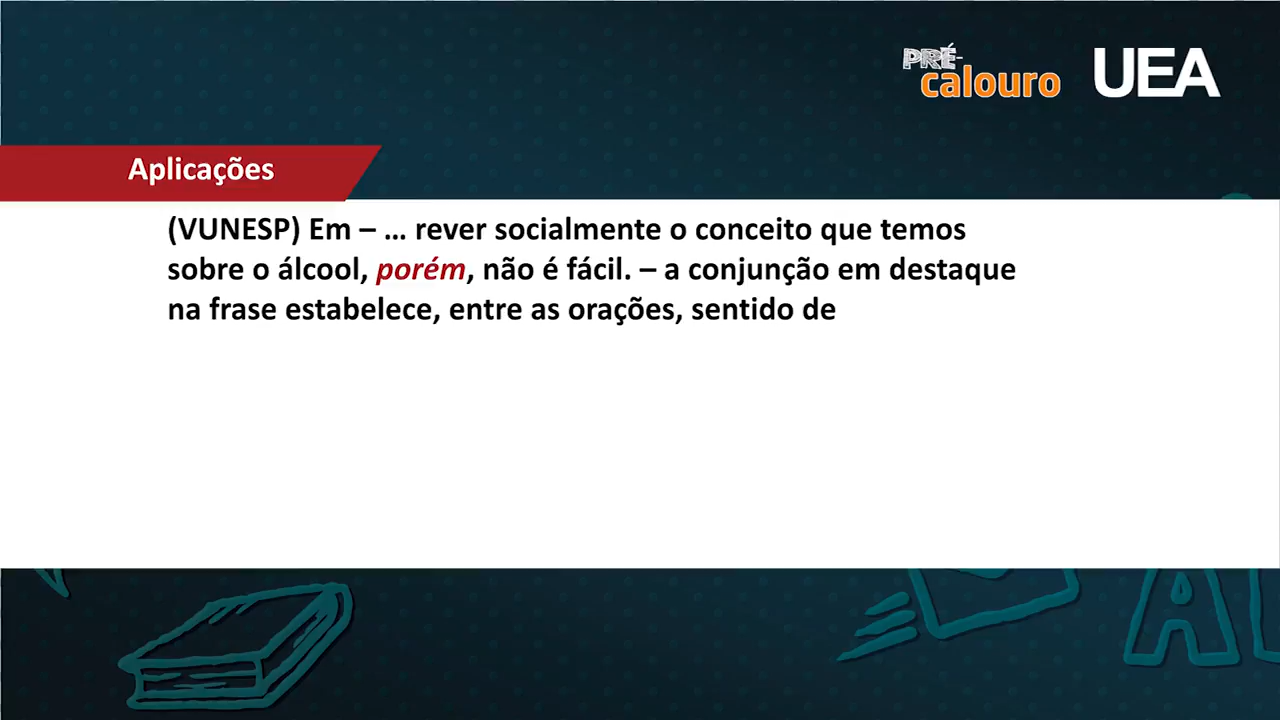 PRÉ-
calouro
UEA
Aplicações
(VUNESP) Em – ... rever socialmente o conceito que temos
sobre o álcool, porém, não é fácil. – a conjunção em destaque
na frase estabelece, entre as orações, sentido de
A